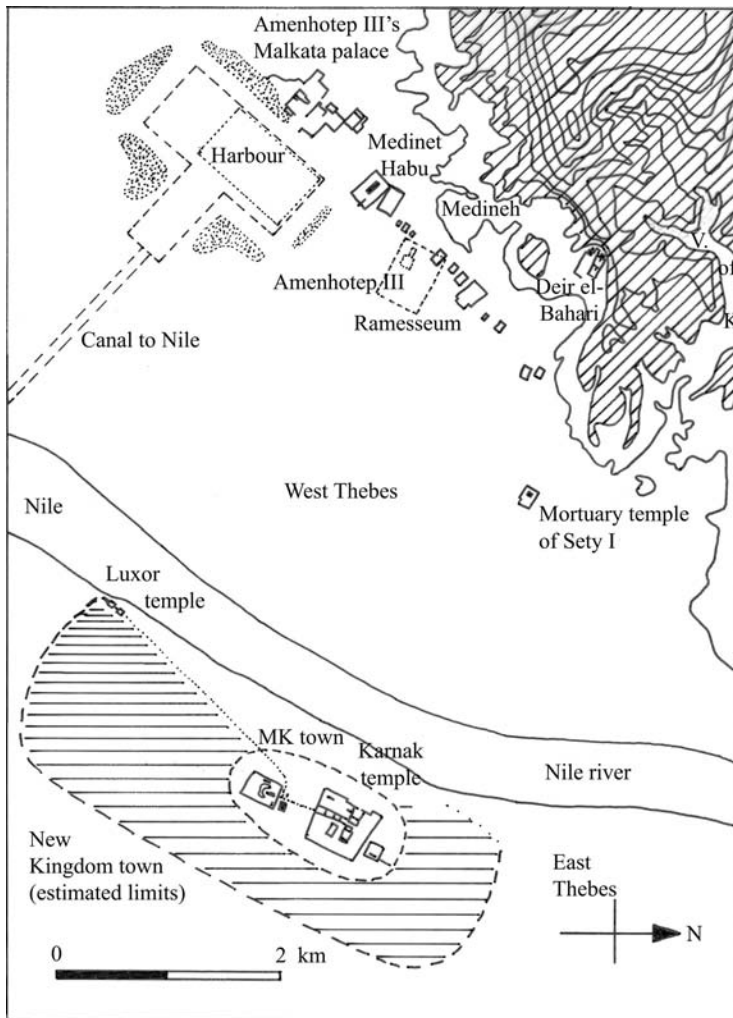 Amenhotep III's
Malkata palace
Harbour
Medinet
Habu
Medineh
V.
of
K
Deir el-
Bahari
Amenhotep III
Ramesseum
Canal to Nile
West Thebes
Nile
Mortuary temple
of Sety I
Luxor
temple
MK town
Karnak
temple
Nile river
New
Kingdom town
(estimated limits)
East
Thebes
N
0 2 km